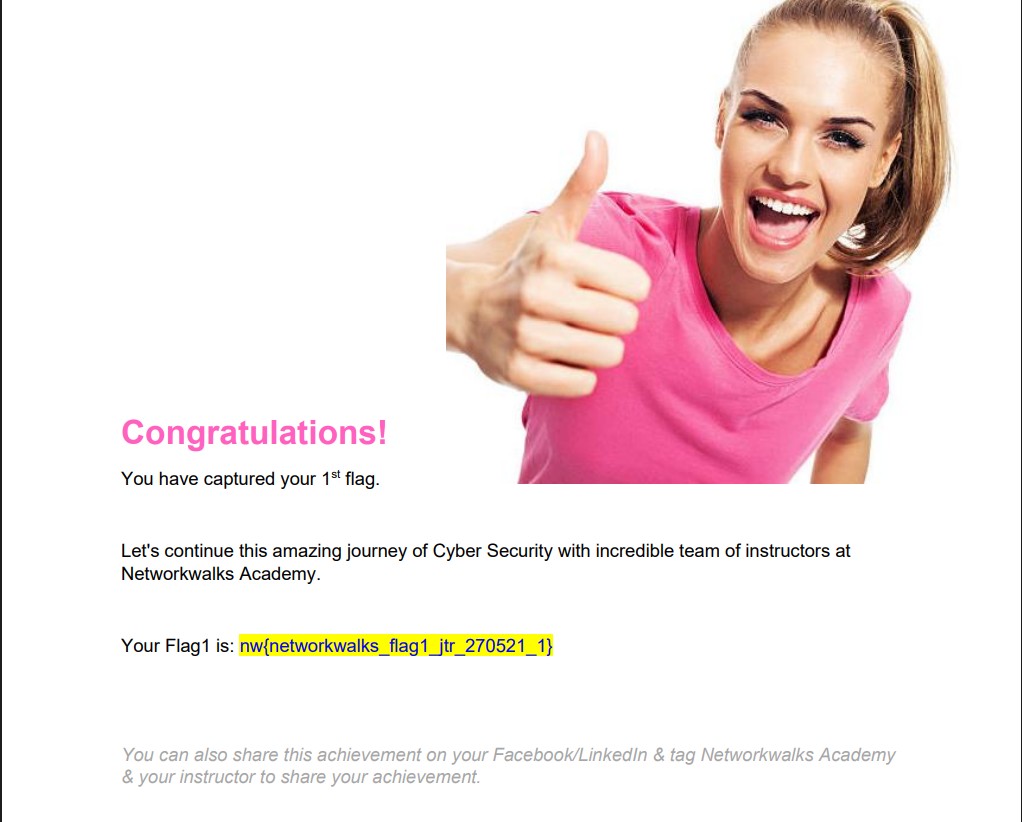 Congratulations!
You have captured your 1st flag.
Let's continue this amazing journey of Cyber Security with incredible team of instructors at
Networkwalks Academy.
Your Flag1 is: nw{networkwalks_flag1_jtr_270521_1}
You can also share this achievement on your Facebook/LinkedIn & tag Networkwalks Academy
& your instructor to share your achievement.